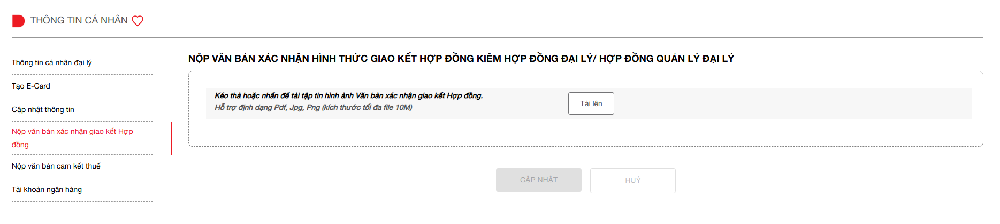 THÔNG TIN CÁ NHÂN
Thông tin cá nhân đại lý
Tạo E-Card
Cập nhật thông tin
Nộp văn bản xác nhận giao kết Hợp
đồng
Nộp văn bản cam kết thuế
Tài khoản ngân hàng
NỘP VĂN BẢN XÁC NHẬN HÌNH THỨC GIAO KẾT HỢP ĐỒNG KIÊM HỢP ĐỒNG ĐẠI LÝ/ HỢP ĐỒNG QUẢN LÝ ĐẠI LÝ
Kéo thả hoặc nhấn để tải tập tin hình ảnh Văn bản xác nhận giao kết Hợp đồng.
Hỗ trợ định dạng Pdf, Jpg, Png (kích thước tối đa file 10M)
Tải lên
CẬP NHẬT
HUỶ